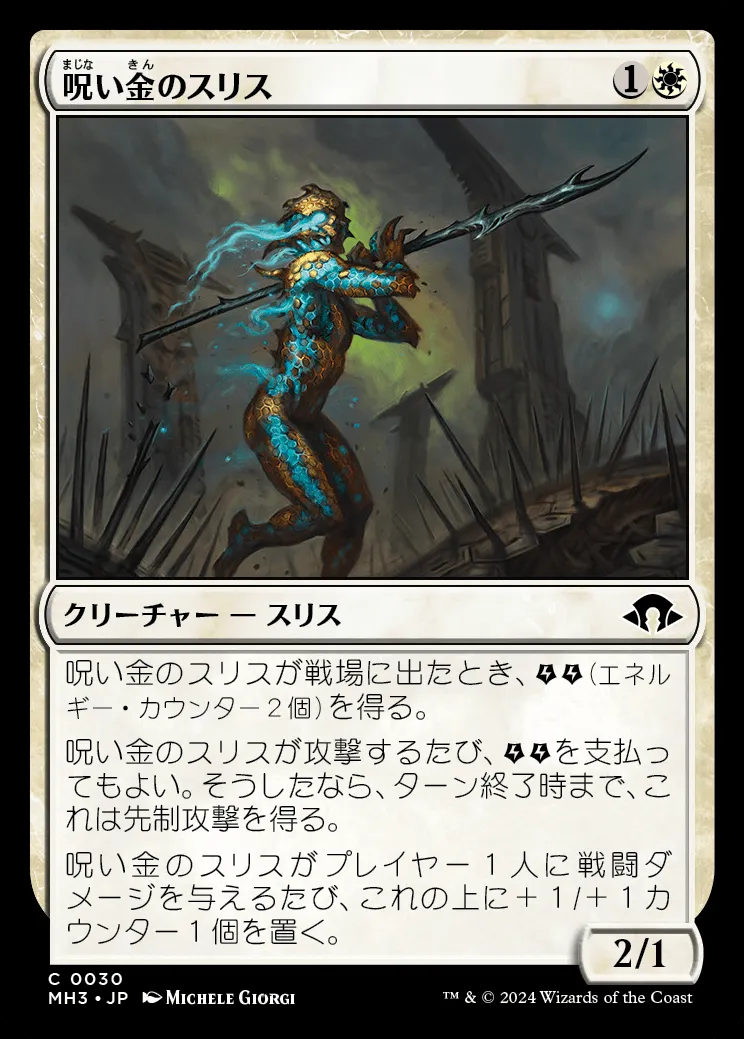 まじな きん
呪い金のスリス
1
クリーチャー — スリス
呪い金のスリスが戦場に出たとき、(エネル
ギー・カウンター2個)を得る。
呪い金のスリスが攻撃するたび、を支払っ
てもよい。そうしたなら、ターン終了時まで、こ
れは先制攻撃を得る。
呪い金のスリスがプレイヤー1人に戦闘ダ
メージを与えるたび、これの上に+1/+1カ
ウンター1個を置く。
2/1
C 0030
MH3 • JP Michele Giorgi
™ & © 2024 Wizards of the Coast